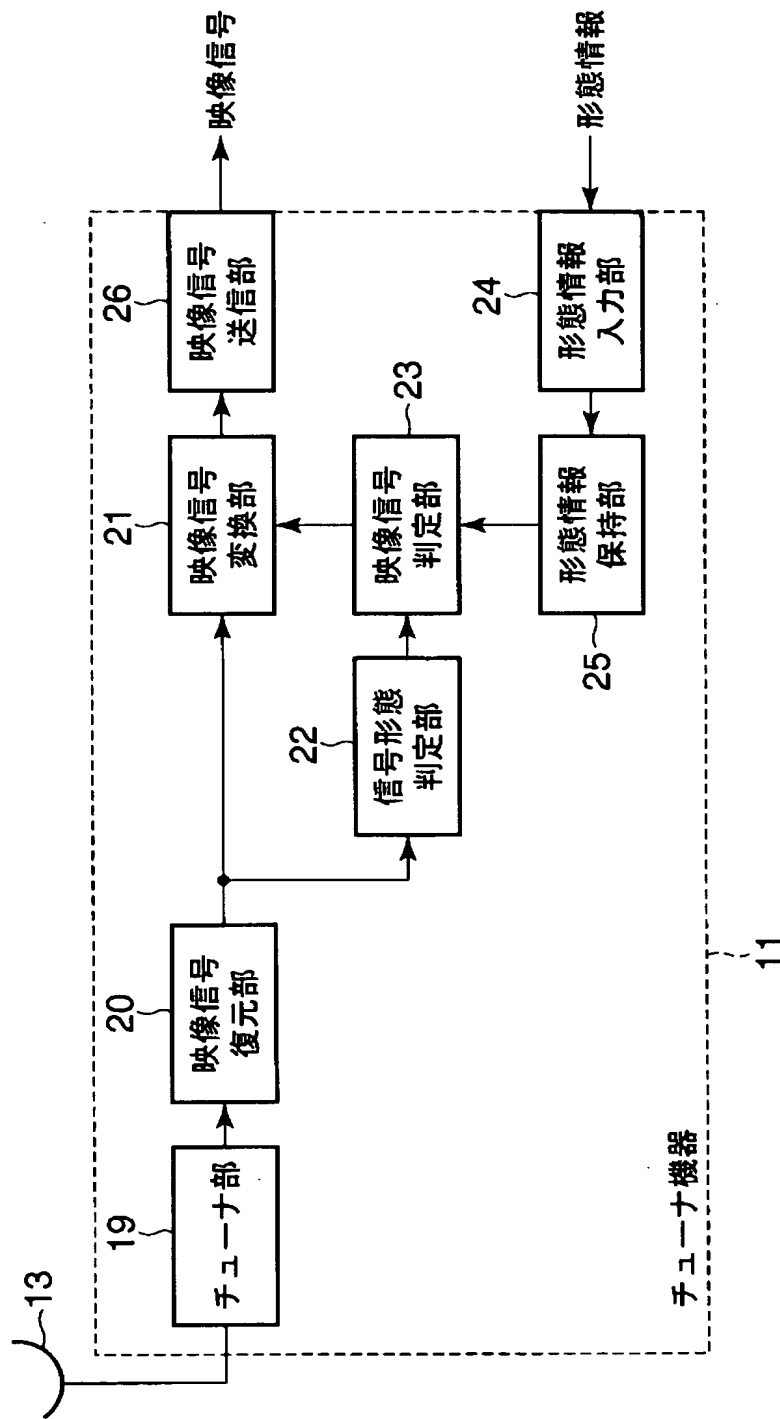 13
19
チューナ部
20
映像信号
復元部
21
映像信号
変換部
26
映像信号
送信部
映像信号
22
信号形態
判定部
23
映像信号
判定部
24
形態情報
入力部
形態情報
25
形態情報
保持部
チューナ機器
11